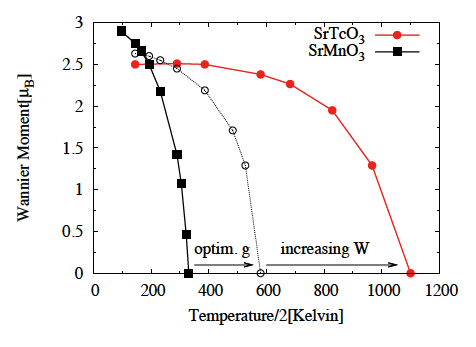 3
2.5
2
1.5
1
0.5
0
Wannier Moment[μB]
SrTcO3
SrMnO3
optim. g
increasing W
0 200 400 600 800 1000 1200
Temperature/2[Kelvin]